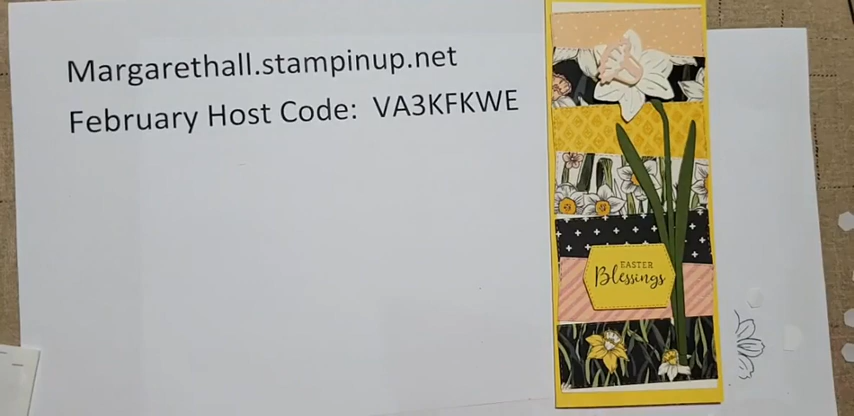 Margarethall.stampinup.net
February Host Code: VA3KFKWE
EASTER
Blessings